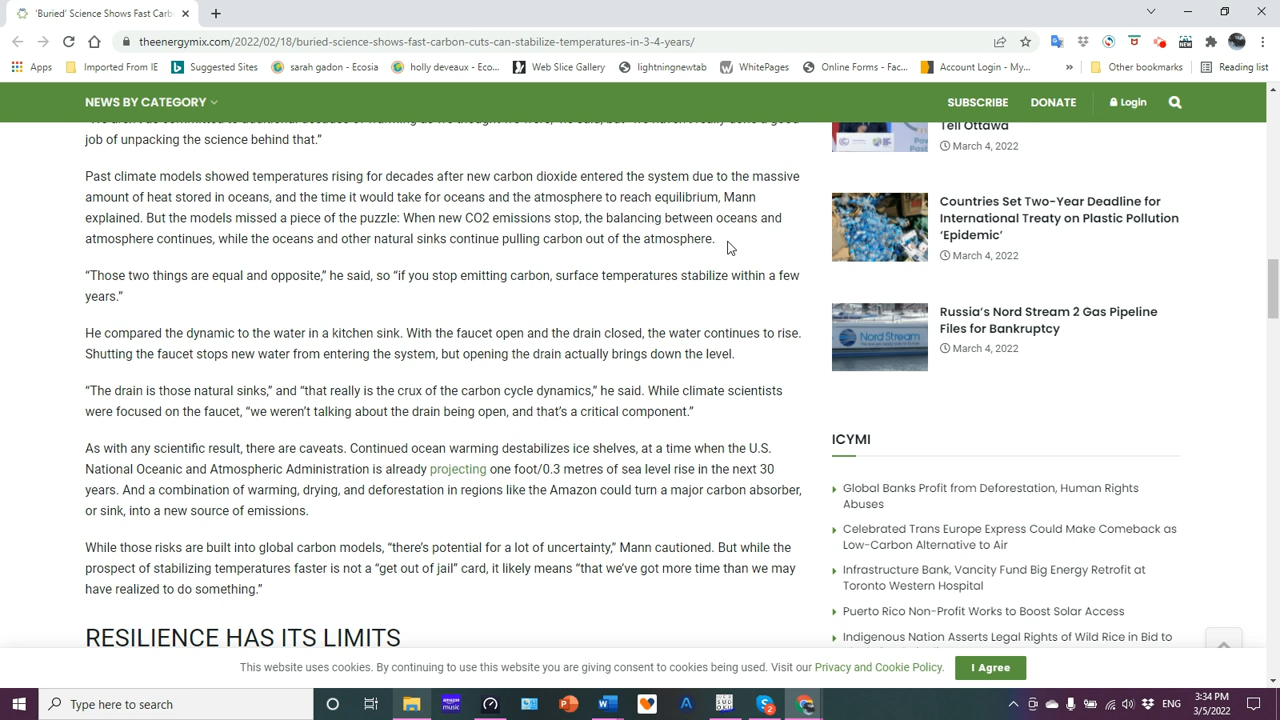 'Buried' Science Shows Fast Carb
theenergymix.com/2022/02/18/buried-science-shows-fast-carbon-cuts-can-stabilize-temperatures-in-3-4-years/
Apps
Imported From IE
Suggested Sites
sarah gadon - Ecosia
holly deveaux - Eco...
Web Slice Gallery
lightningnewtab
WhitePages
Online Forms - Fac...
Account Login - My...
»
Other bookmarks
Reading list
NEWS BY CATEGORY
SUBSCRIBE
DONATE
Login
job of unpacking the science behind that.”
Past climate models showed temperatures rising for decades after new carbon dioxide entered the system due to the massive
amount of heat stored in oceans, and the time it would take for oceans and the atmosphere to reach equilibrium, Mann
explained. But the models missed a piece of the puzzle: When new CO2 emissions stop, the balancing between oceans and
atmosphere continues, while the oceans and other natural sinks continue pulling carbon out of the atmosphere.
“Those two things are equal and opposite,” he said, so “if you stop emitting carbon, surface temperatures stabilize within a few
years.”
He compared the dynamic to the water in a kitchen sink. With the faucet open and the drain closed, the water continues to rise.
Shutting the faucet stops new water from entering the system, but opening the drain actually brings down the level.
“The drain is those natural sinks,” and “that really is the crux of the carbon cycle dynamics,” he said. While climate scientists
were focused on the faucet, “we weren’t talking about the drain being open, and that’s a critical component.”
As with any scientific result, there are caveats. Continued ocean warming destabilizes ice shelves, at a time when the U.S.
National Oceanic and Atmospheric Administration is already projecting one foot/0.3 metres of sea level rise in the next 30
years. And a combination of warming, drying, and deforestation in regions like the Amazon could turn a major carbon absorber,
or sink, into a new source of emissions.
While those risks are built into global carbon models, “there’s potential for a lot of uncertainty,” Mann cautioned. But while the
prospect of stabilizing temperatures faster is not a “get out of jail” card, it likely means “that we’ve got more time than we may
have realized to do something.”
RESILIENCE HAS ITS LIMITS
Tell Ottawa
March 4, 2022
Countries Set Two-Year Deadline for
International Treaty on Plastic Pollution
‘Epidemic’
March 4, 2022
Nord Stream
Russia’s Nord Stream 2 Gas Pipeline
Files for Bankruptcy
March 4, 2022
ICYMI
Global Banks Profit from Deforestation, Human Rights
Abuses
Celebrated Trans Europe Express Could Make Comeback as
Low-Carbon Alternative to Air
Infrastructure Bank, Vancity Fund Big Energy Retrofit at
Toronto Western Hospital
Puerto Rico Non-Profit Works to Boost Solar Access
Indigenous Nation Asserts Legal Rights of Wild Rice in Bid to
This website uses cookies. By continuing to use this website you are giving consent to cookies being used. Visit our Privacy and Cookie Policy.
I Agree
Type here to search
ENG
3:34 PM
3/5/2022